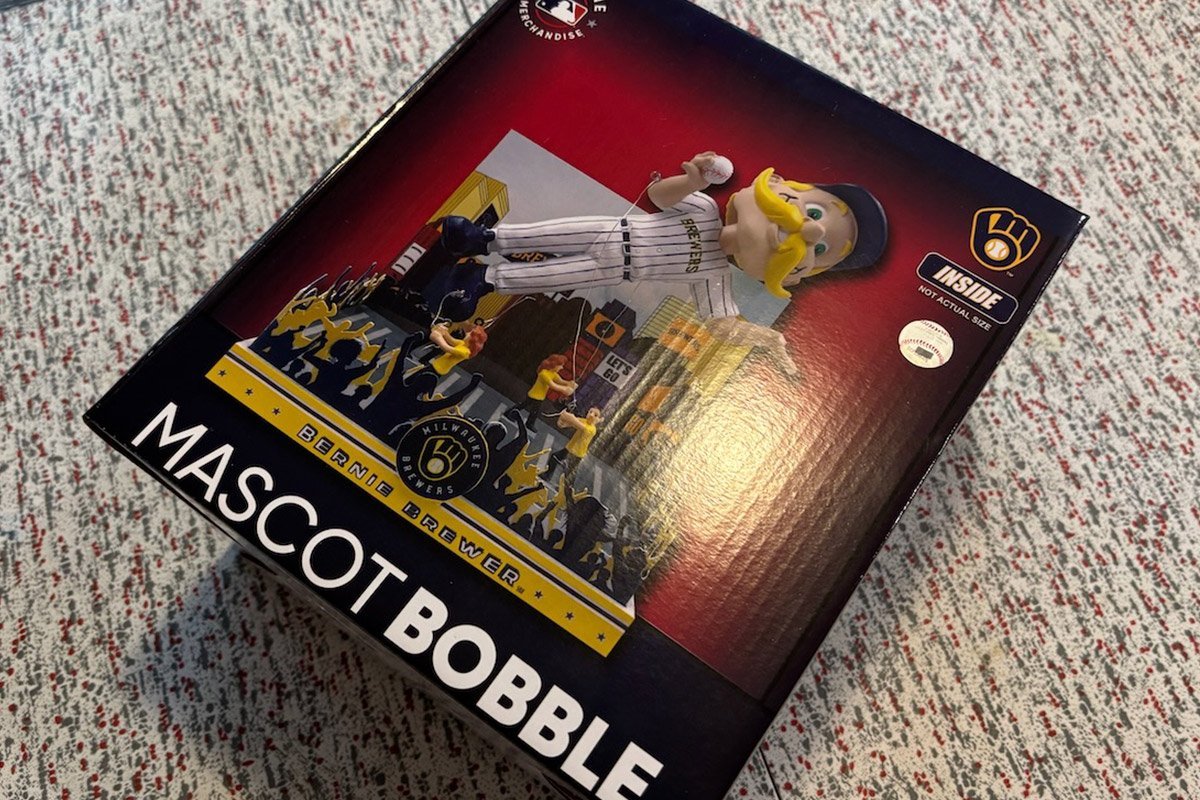 MERCHANDISE
BREWERS
INSIDE
NOT ACTUAL SIZE
LET'S
GO
MILWAUKEE
BREWERS
BERNIE BREWER
MASCOT BOBBLE